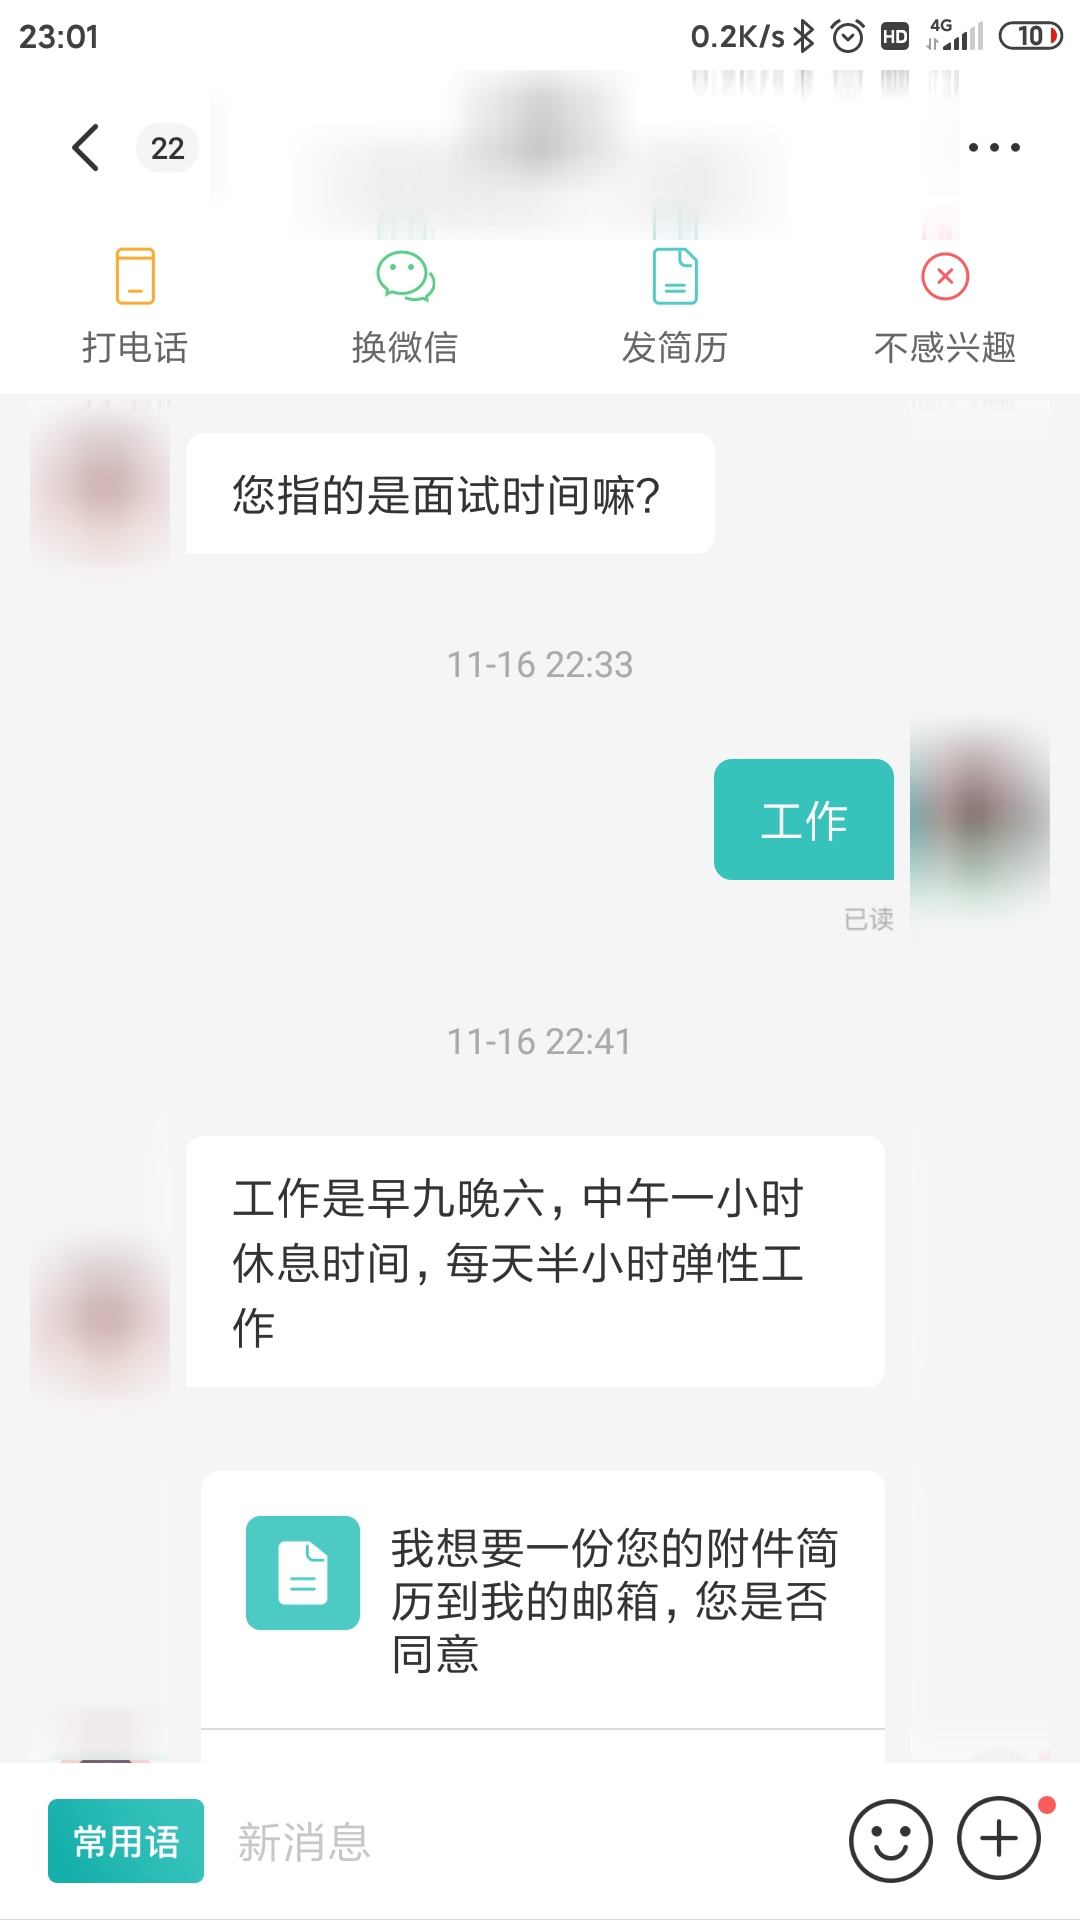 23:01
0.2K/s HD 4G 10
22
打电话
换微信
发简历
不感兴趣
您指的是面试时间嘛?
11-16 22:33
工作
已读
11-16 22:41
工作是早九晚六，中午一小时
休息时间，每天半小时弹性工
作
我想要一份您的附件简
历到我的邮箱，您是否
同意
常用语
新消息